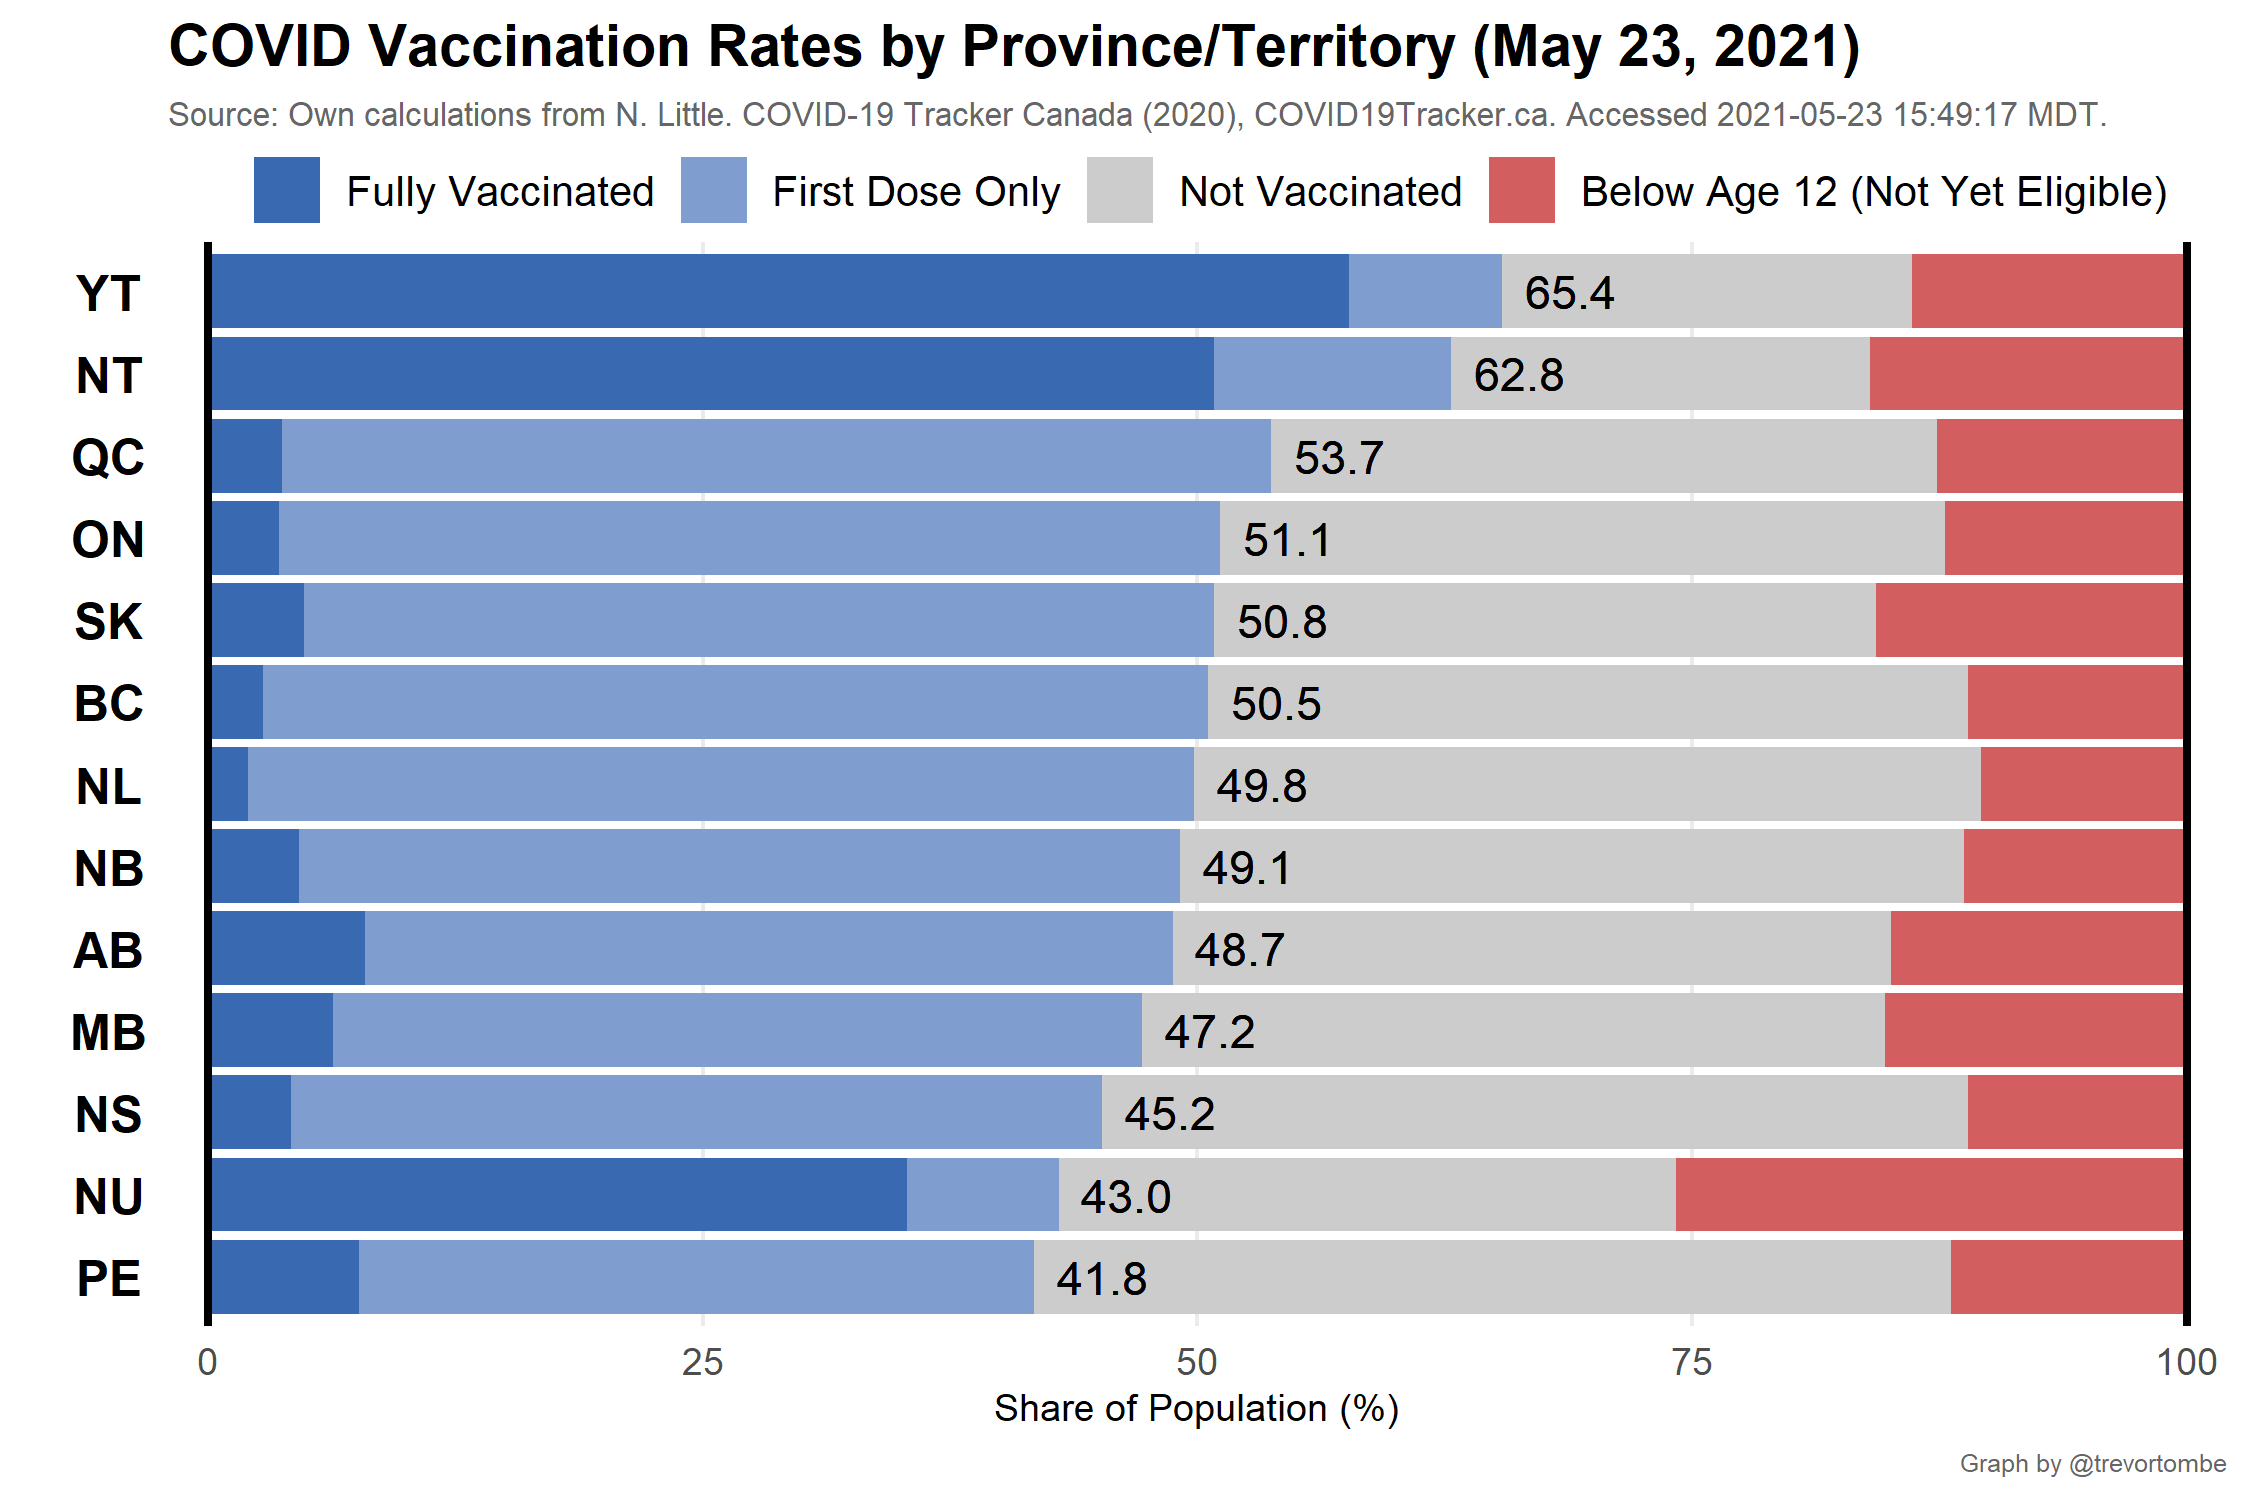 COVID Vaccination Rates by Province/Territory (May 23, 2021)
Source: Own calculations from N. Little. COVID-19 Tracker Canada (2020), COVID19Tracker.ca. Accessed 2021-05-23 15:49:17 MDT.
Fully Vaccinated First Dose Only Not Vaccinated Below Age 12 (Not Yet Eligible)
YT 65.4
NT 62.8
QC 53.7
ON 51.1
SK 50.8
BC 50.5
NL 49.8
NB 49.1
AB 48.7
MB 47.2
NS 45.2
NU 43.0
PE 41.8
0 25 50 75 100
Share of Population (%)
Graph by @trevortombe